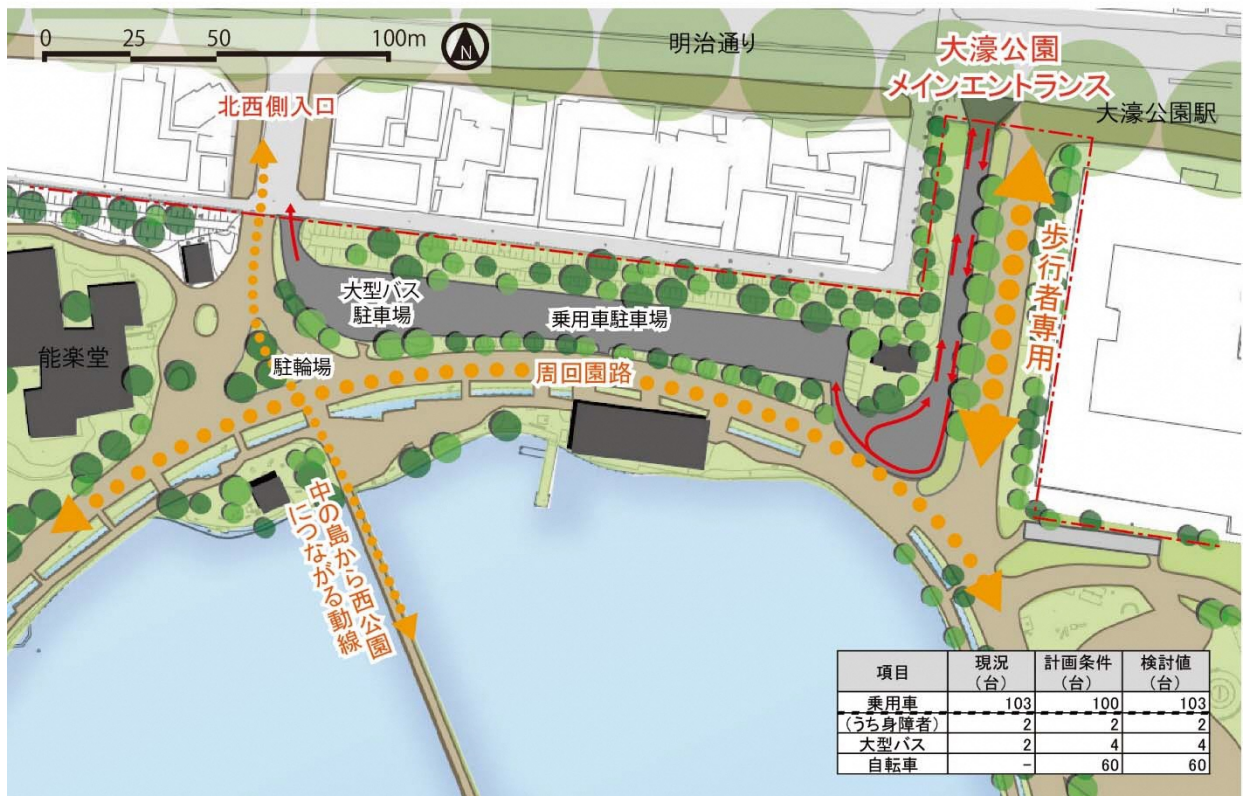 0 25 50 100m
N
明治通り
大濠公園
メインエントランス
大濠公園駅
北西側入口
歩行者専用
大型バス
駐車場
乗用車駐車場
能楽堂
駐輪場
周回園路
中の島から西公園
につながる動線
項目 現況(台) 計画条件(台) 検討値(台)
乗用車 103 100 103
(うち身障者) 2 2 2
大型バス 2 4 4
自転車 - 60 60